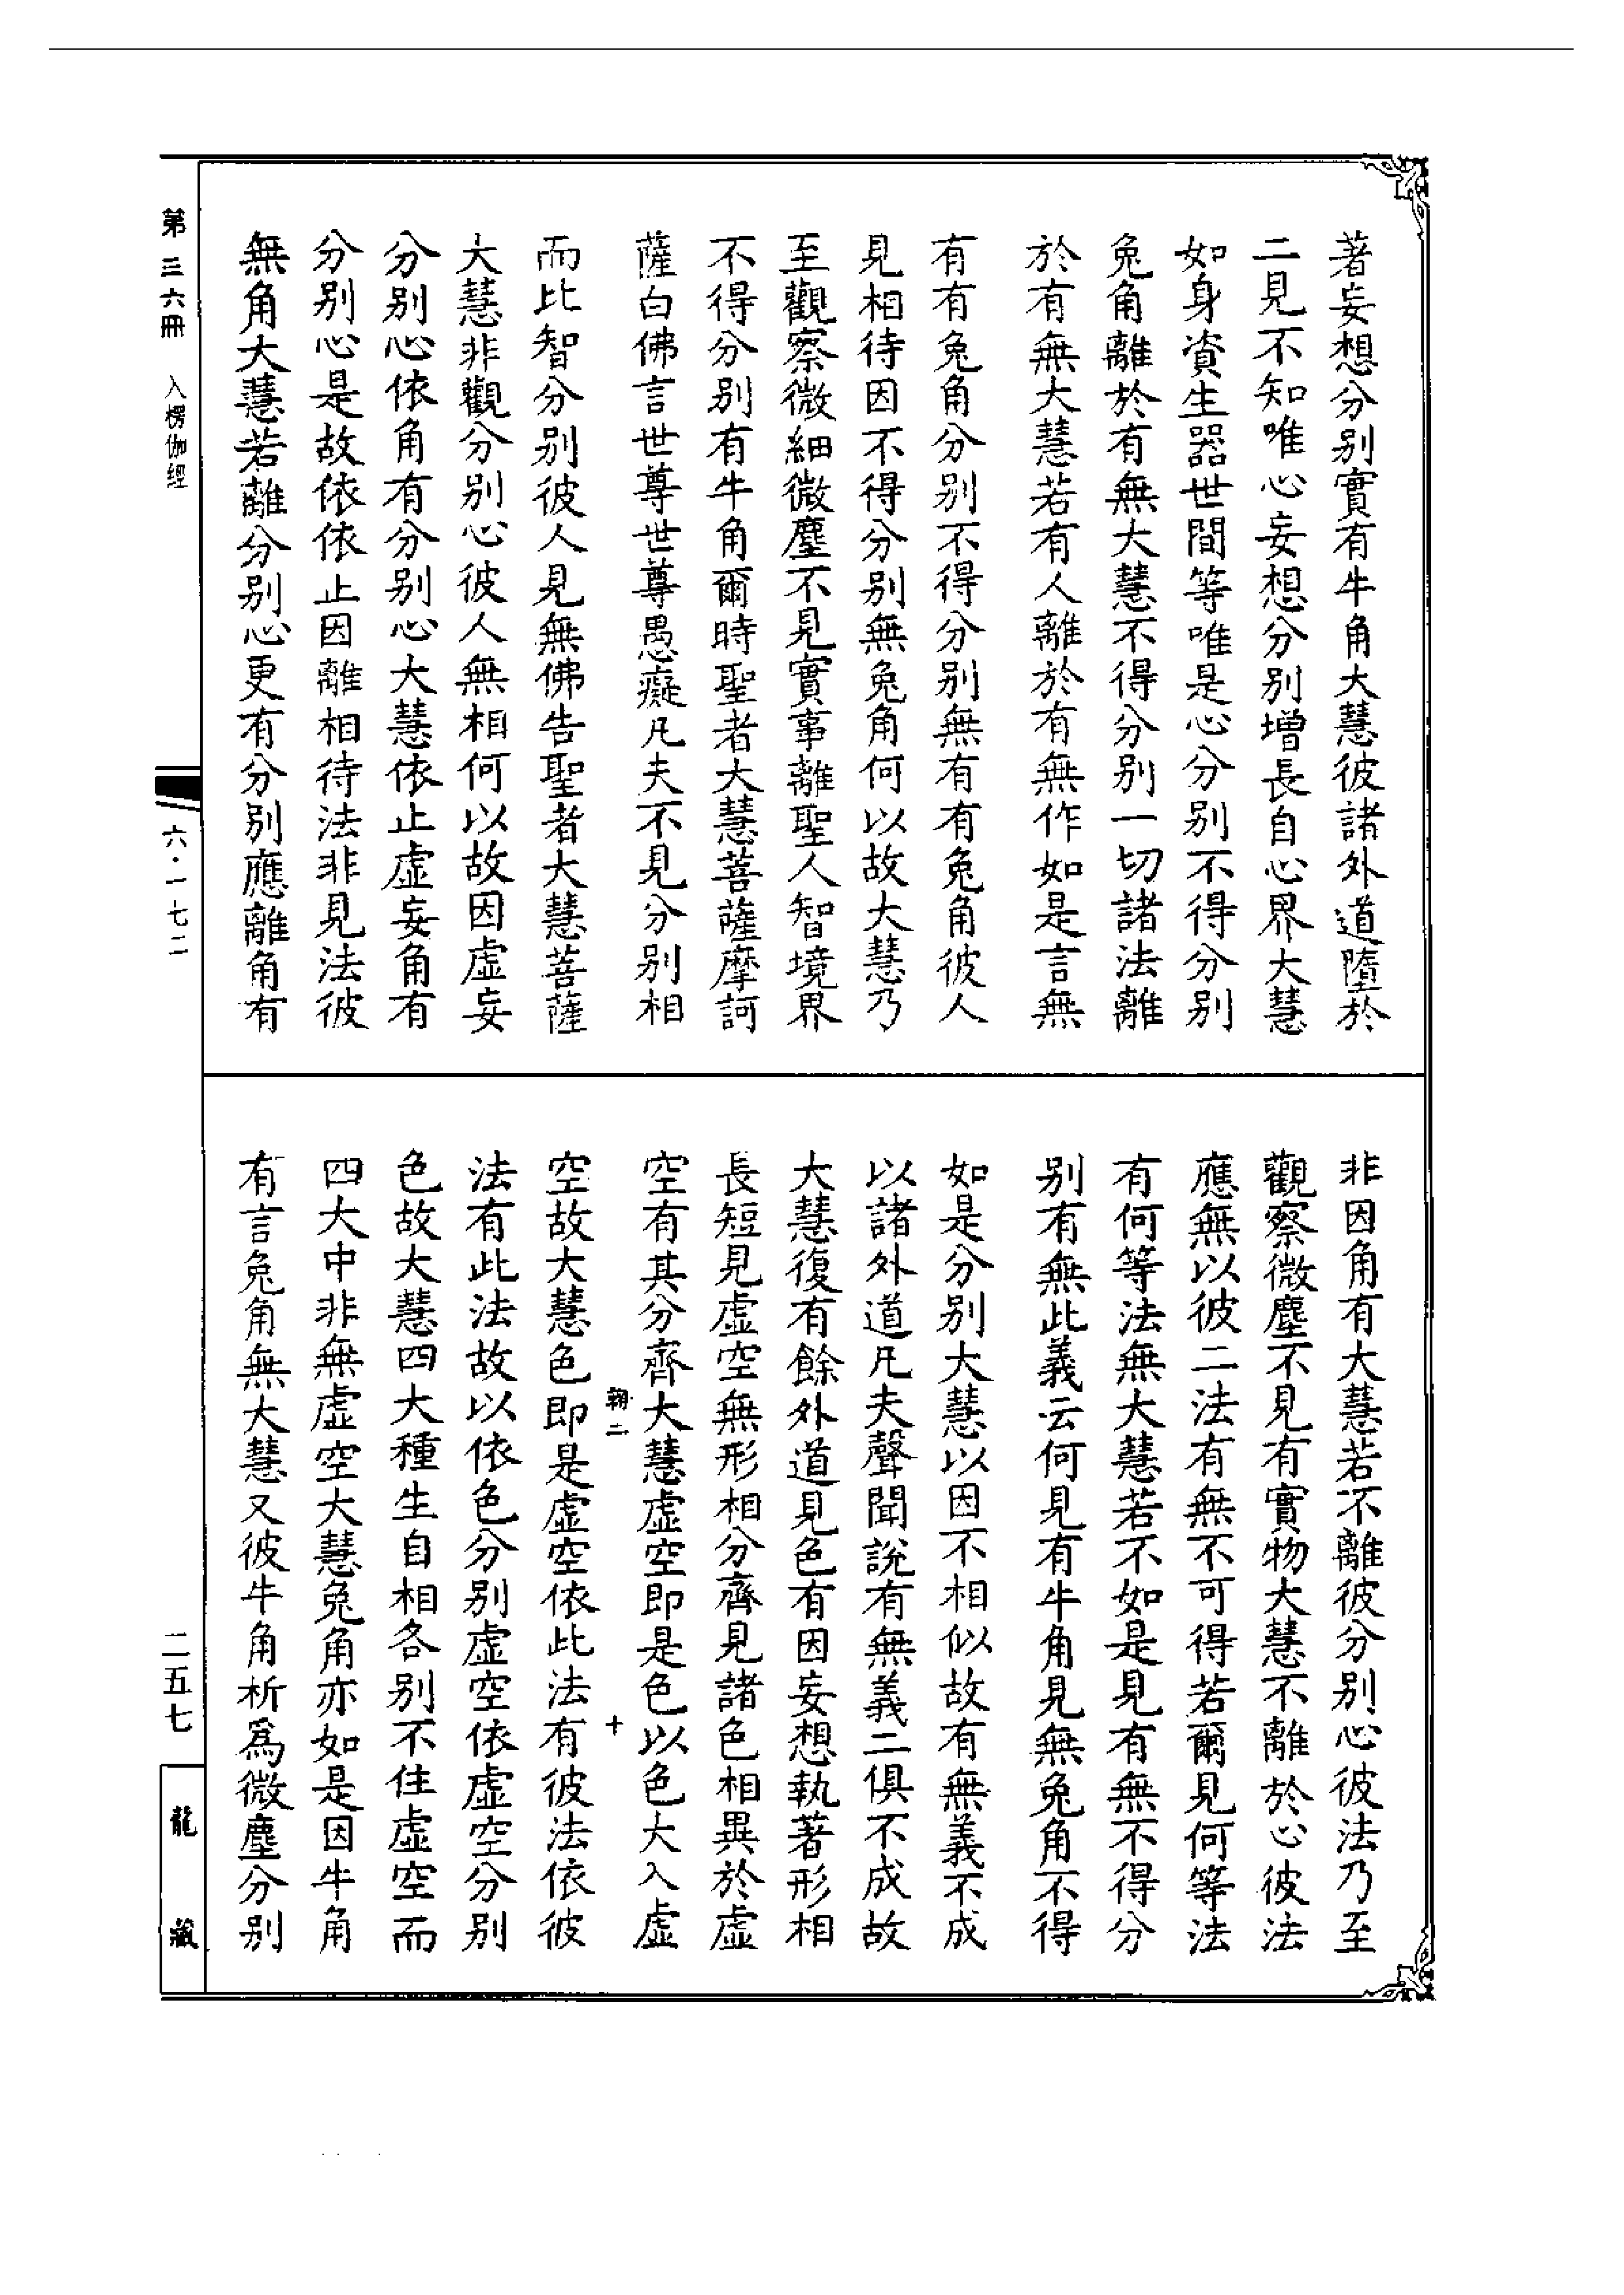 著妄想分别實有牛角大慧彼諸外道墮於
二見不知唯心妄想分别增長自心界大慧
如身資生器世間等唯是心分别不得分别
兔角離於有無大慧不得分别一切諸法離
於有無大慧若有人離於有無作如是言無
有有兔角分别不得分别無有有兔角彼人
見相待因不得分别無兔角何以故大慧乃
至觀察微細微塵不見實事離聖人智境界
不得分别有牛角爾時聖者大慧菩薩摩訶
薩白佛言世尊世尊愚癡凡夫不見分别相
而比智分别彼人見無佛告聖者大慧菩薩
大慧非觀分别心彼人無相何以故因虛妄
分别心依角有分别心大慧依止虛妄角有
分别心是故依依止因離相待法非見法彼
無角大慧若離分别心更有分别應離角有
非因角有大慧若不離彼分别心彼法乃至
觀察微塵不見有實物大慧不離於心彼法
應無以彼二法有無不可得若爾見何等法
有何等法無大慧若不如是見有無不得分
别有無此義云何見有牛角見無兔角不得
如是分别大慧以因不相似故有無義不成
以諸外道凡夫聲聞說有無義二俱不成故
大慧復有餘外道見色有因妄想執著形相
長短見虛空無形相分齊見諸色相異於虛
空有其分齊大慧虛空即是色以色大入虛
翰二
十
空故大慧色即是虛空依此法有彼法依彼
法有此法故以依色分别虛空依虛空分别
色故大慧四大種生自相各别不住虛空而
四大中非無虛空大慧兔角亦如是因牛角
有言兔角無大慧又彼牛角析爲微塵分别
第三六冊 入楞伽經
六·一七二
二五七
龍藏